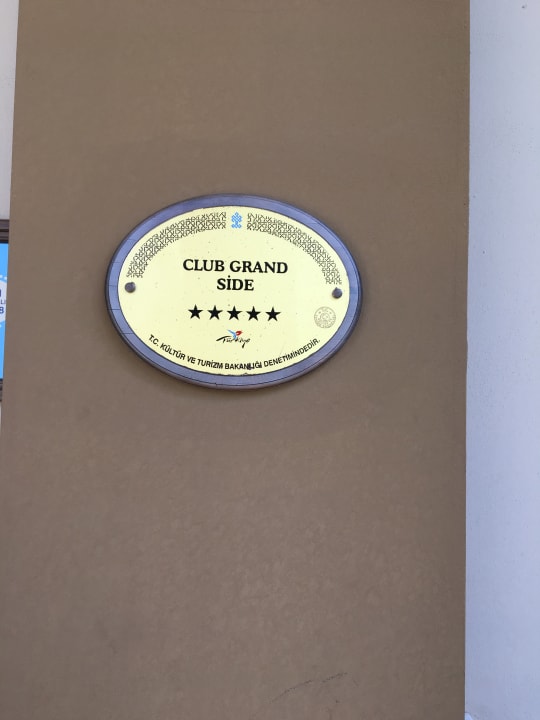 CLUB GRAND
SİDE
★★★★★
Türkiye
T.C. KÜLTÜR VE TURİZM BAKANLIĞI DENETİMİNDEDİR.